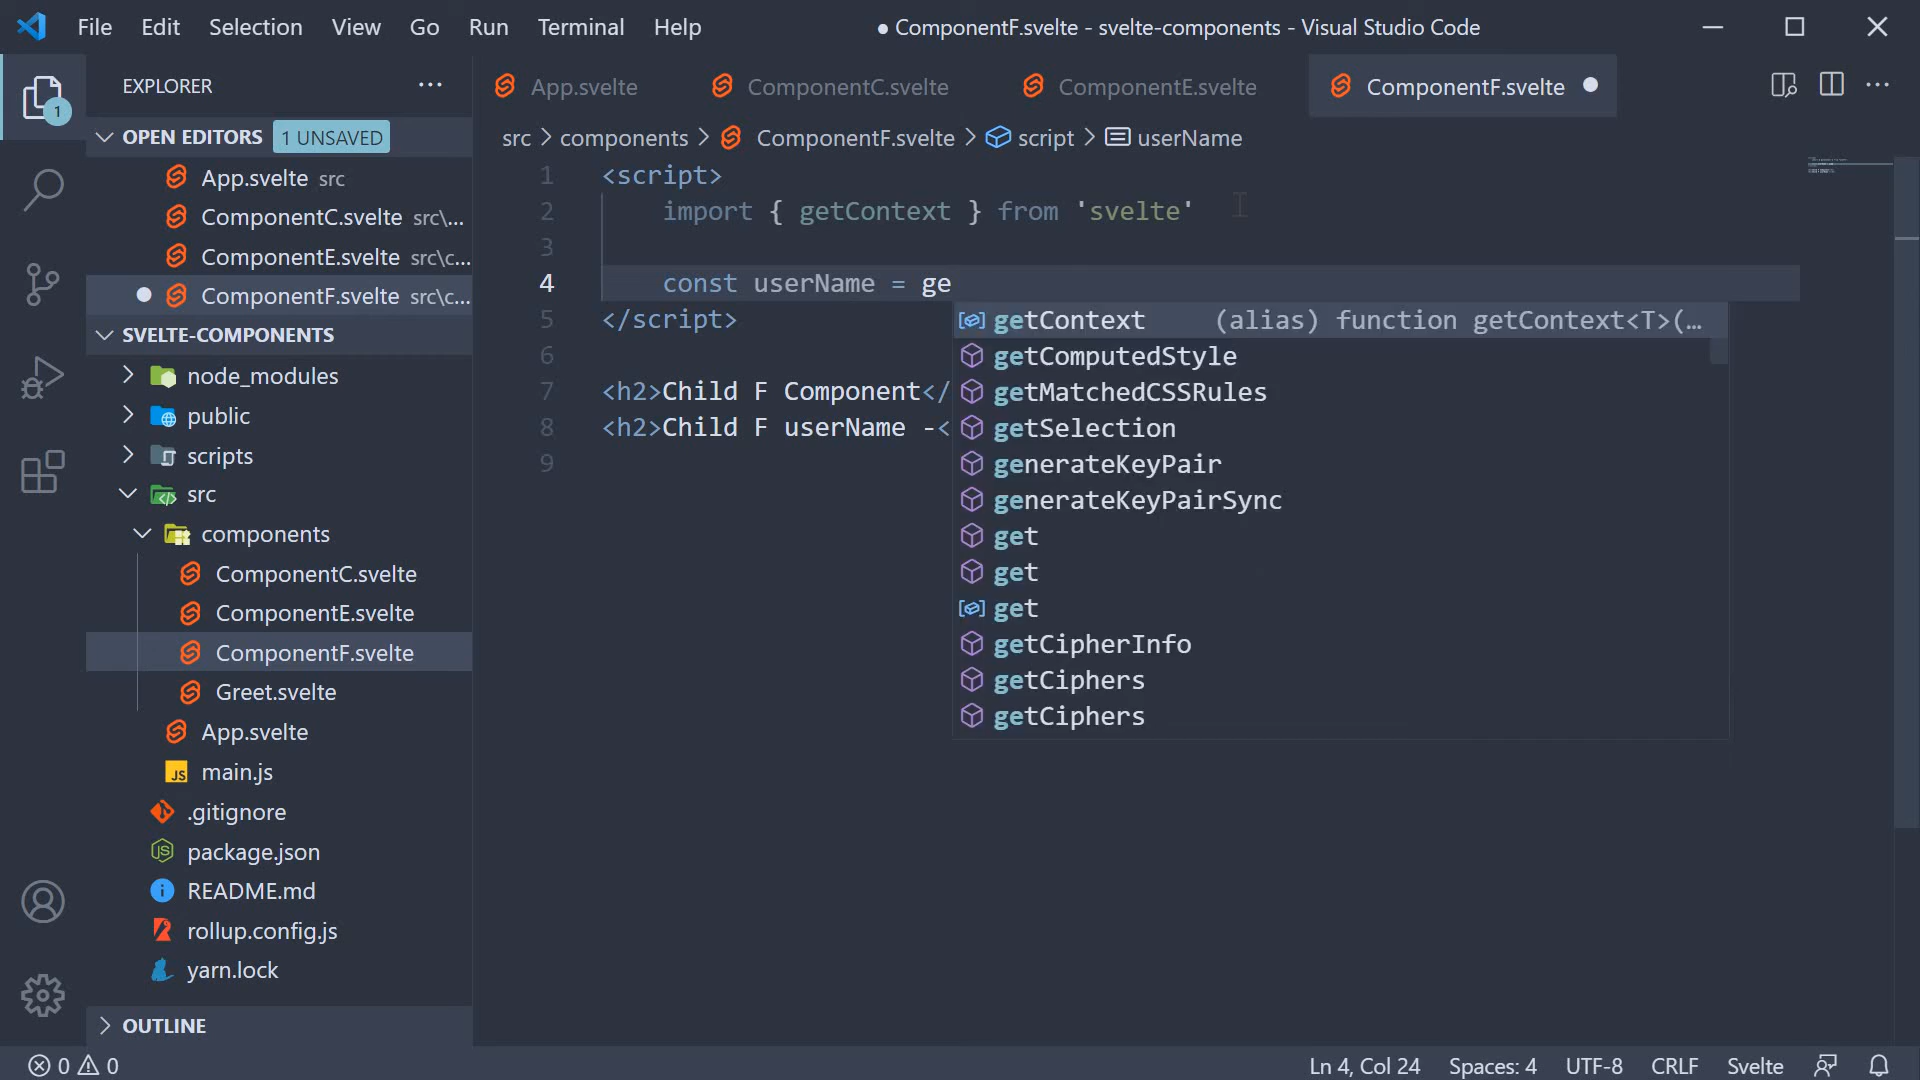 File Edit Selection View Go Run Terminal Help
● ComponentF.svelte - svelte-components - Visual Studio Code
EXPLORER
App.svelte ComponentC.svelte ComponentE.svelte ComponentF.svelte
OPEN EDITORS 1 UNSAVED
src > components > ComponentF.svelte > script > userName
App.svelte src
ComponentC.svelte src\...
ComponentE.svelte src\c...
ComponentF.svelte src\c...
SVELTE-COMPONENTS
node_modules
public
scripts
src
components
ComponentC.svelte
ComponentE.svelte
ComponentF.svelte
Greet.svelte
App.svelte
JS main.js
.gitignore
JS package.json
README.md
rollup.config.js
yarn.lock
OUTLINE
1
1 <script>
2 import { getContext } from 'svelte'
3
4 const userName = ge
5 </script>
6
7 <h2>Child F Component</
8 <h2>Child F userName -<
9
getContext (alias) function getContext<T>(…
getComputedStyle
getMatchedCSSRules
getSelection
generateKeyPair
generateKeyPairSync
get
get
get
getCipherInfo
getCiphers
getCiphers
0 0
Ln 4, Col 24 Spaces: 4 UTF-8 CRLF Svelte